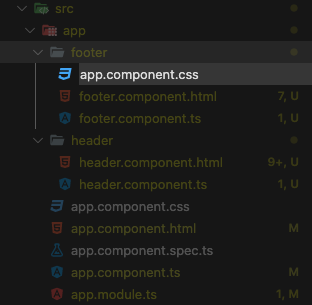 src
app
footer
app.component.css
footer.component.html 7, U
footer.component.ts 1, U
header
header.component.html 9+, U
header.component.ts 1, U
app.component.css
app.component.html M
app.component.spec.ts
app.component.ts M
app.module.ts 1, M